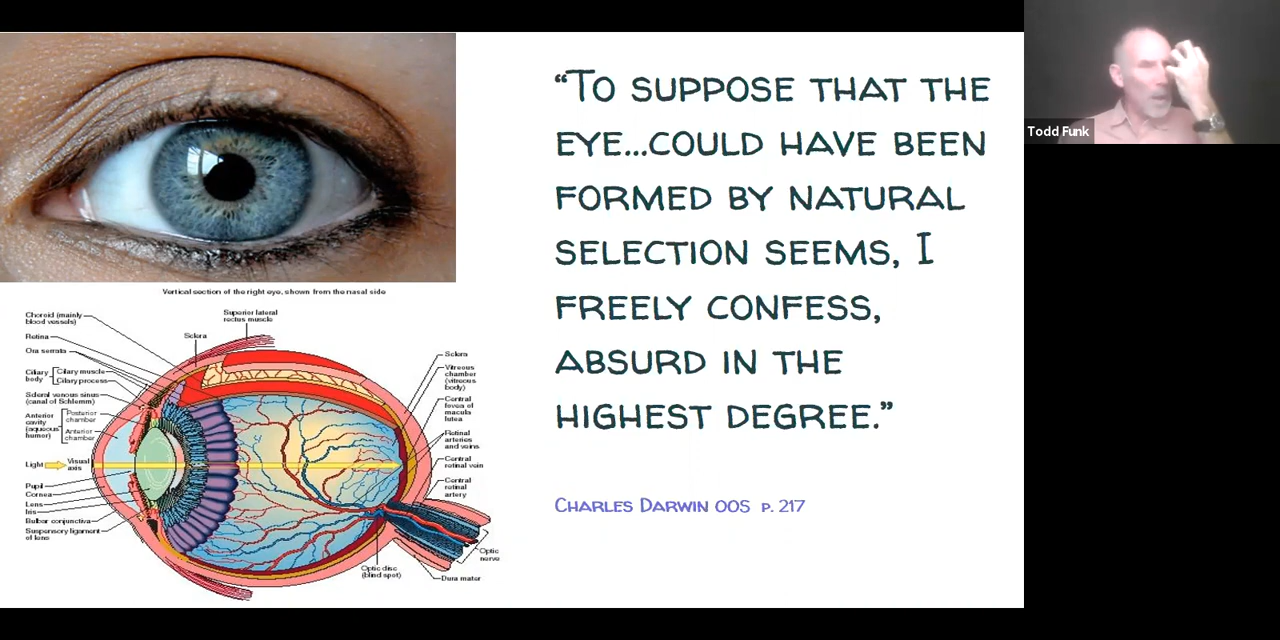 “TO SUPPOSE THAT THE
EYE...COULD HAVE BEEN
FORMED BY NATURAL
SELECTION SEEMS, I
FREELY CONFESS,
ABSURD IN THE
HIGHEST DEGREE.”
CHARLES DARWIN OOS P. 217
Todd Funk
Vertical section of the right eye, shown from the nasal side
Choroid (mainly
blood vessels)
Retina
Ora serrata
Ciliary
body
Ciliary muscle
Ciliary process
Scleral venous sinus
(canal of Schlemm)
Anterior
cavity
(aqueous
humor)
Posterior
chamber
Anterior
chamber
Light
Visual
axis
Pupil
Cornea
Lens
Iris
Bulbar conjunctiva
Suspensory ligament
of lens
Sclera
Superior lateral
rectus muscle
Sclera
Vitreous
chamber
(vitreous
body)
Central
fovea of
macula
lutea
Retinal
arteries
and veins
Central
retinal vein
Central
retinal
artery
Optic
nerve
Dura mater
Optic disc
(blind spot)